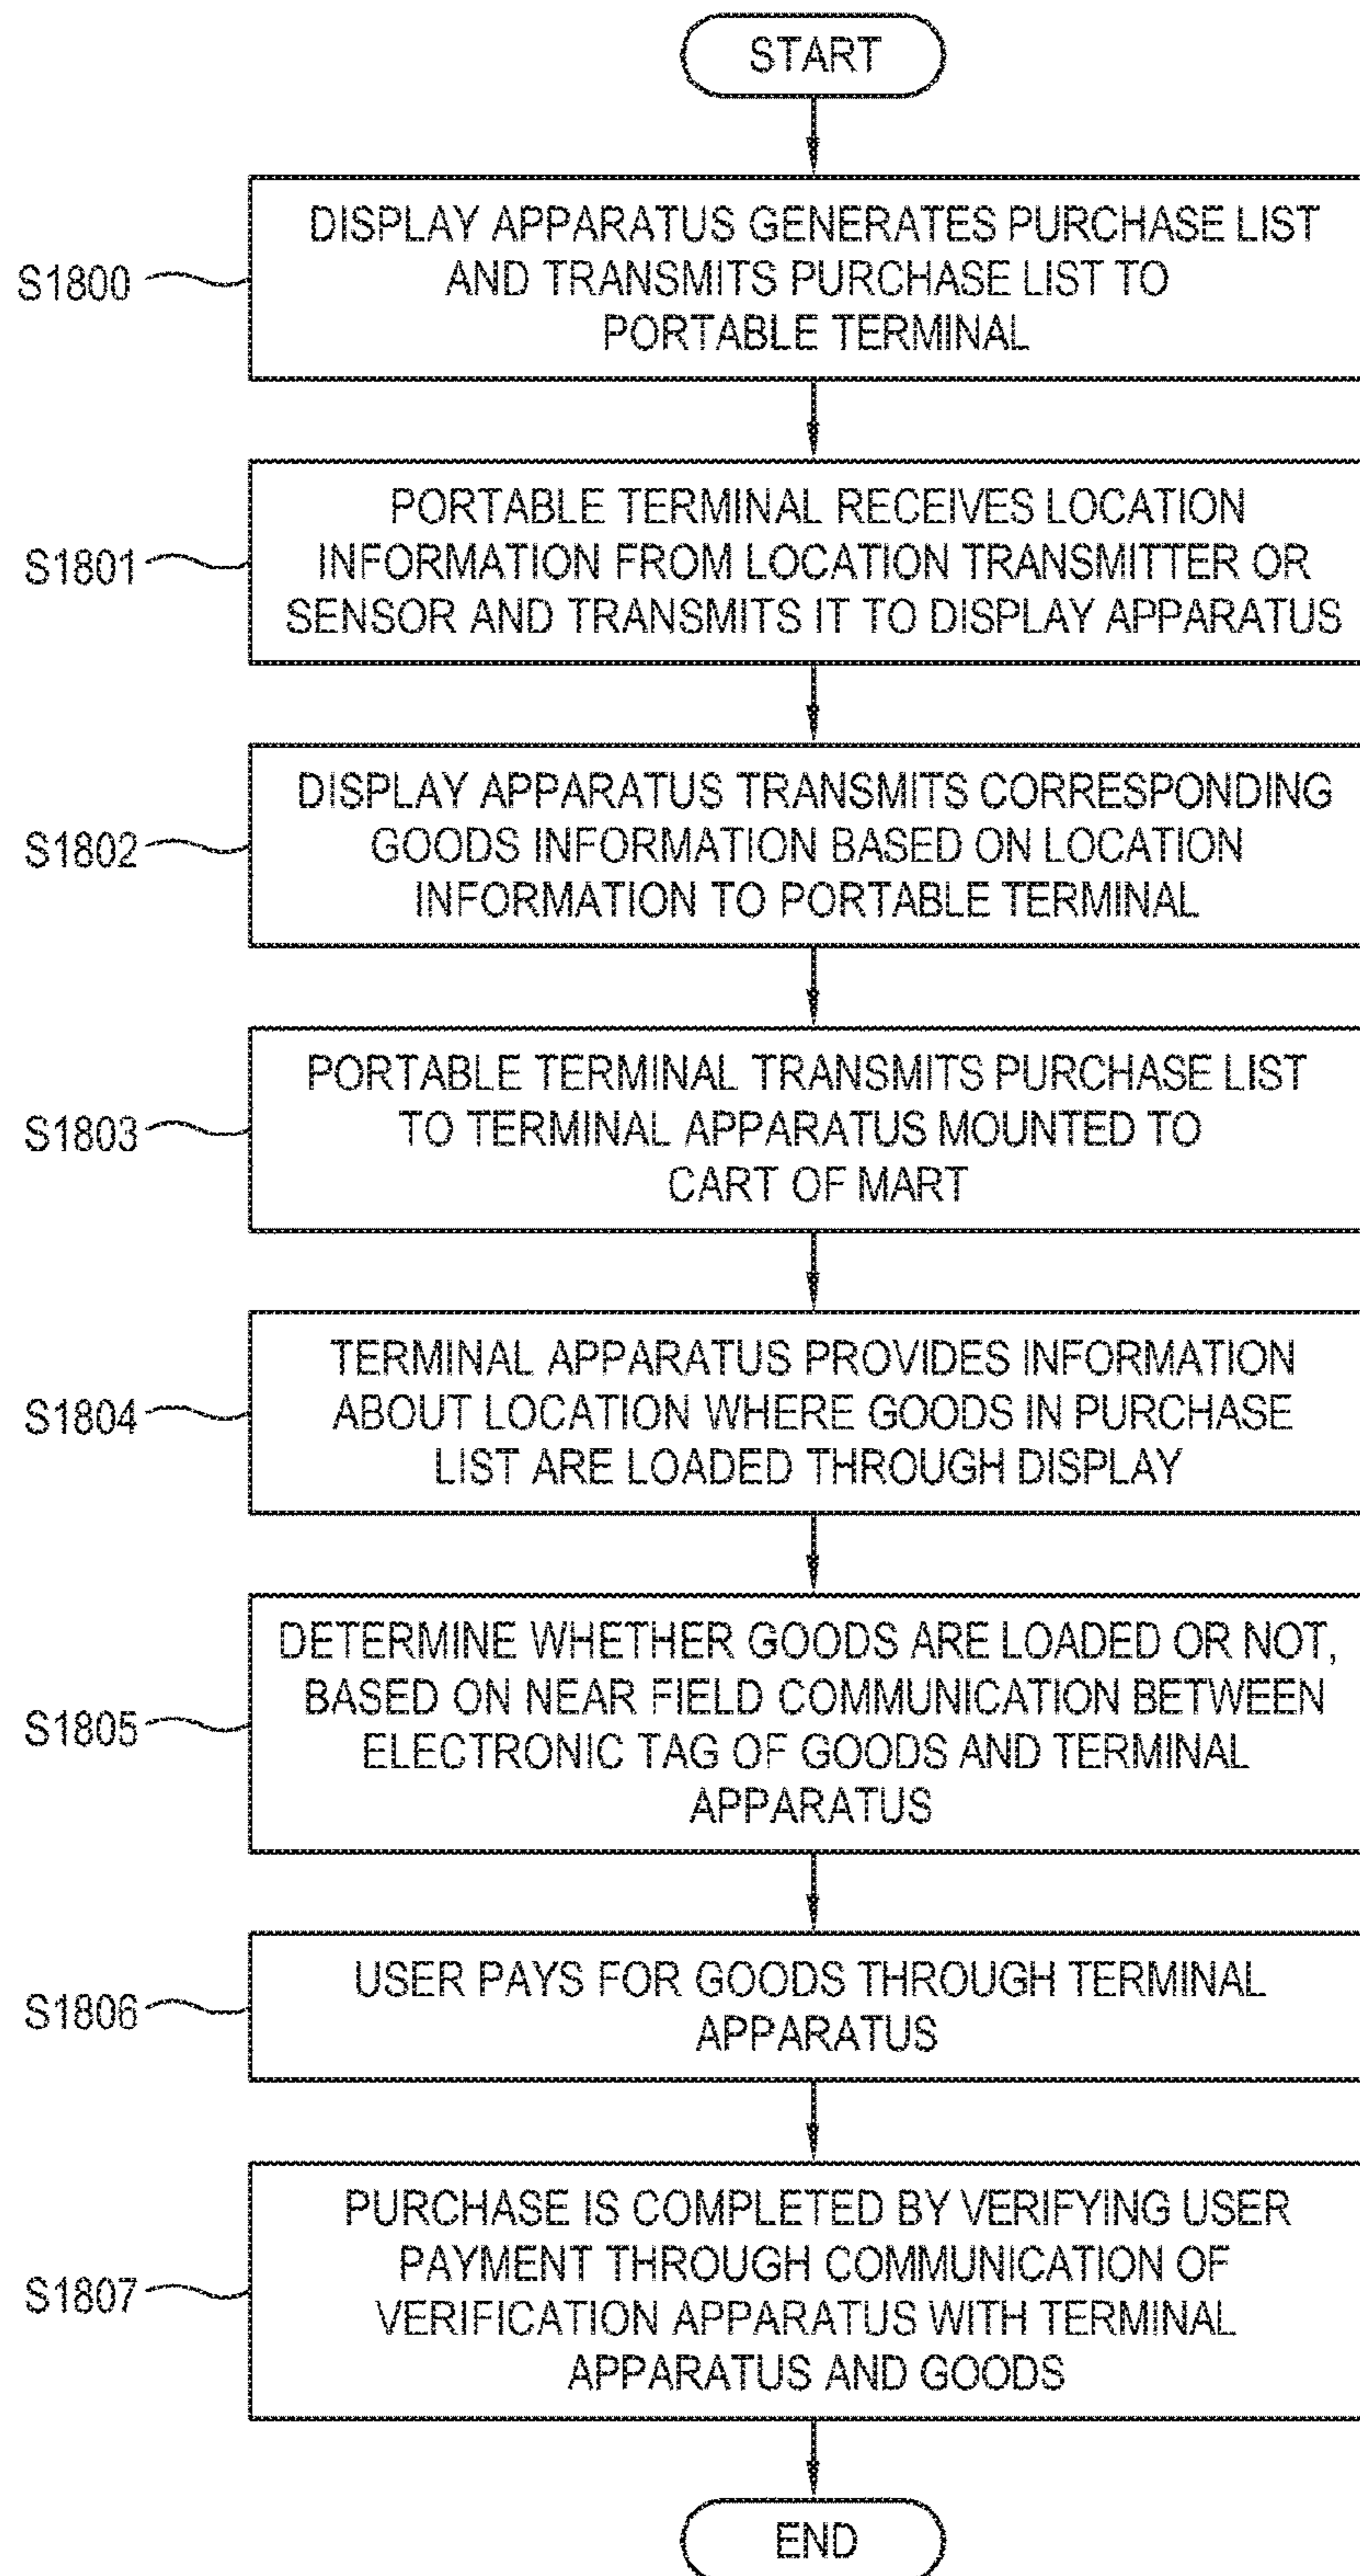 START
DISPLAY APPARATUS GENERATES PURCHASE LIST
AND TRANSMITS PURCHASE LIST TO
PORTABLE TERMINAL
S1800
PORTABLE TERMINAL RECEIVES LOCATION
INFORMATION FROM LOCATION TRANSMITTER OR
SENSOR AND TRANSMITS IT TO DISPLAY APPARATUS
S1801
DISPLAY APPARATUS TRANSMITS CORRESPONDING
GOODS INFORMATION BASED ON LOCATION
INFORMATION TO PORTABLE TERMINAL
S1802
PORTABLE TERMINAL TRANSMITS PURCHASE LIST
TO TERMINAL APPARATUS MOUNTED TO
CART OF MART
S1803
TERMINAL APPARATUS PROVIDES INFORMATION
ABOUT LOCATION WHERE GOODS IN PURCHASE
LIST ARE LOADED THROUGH DISPLAY
S1804
DETERMINE WHETHER GOODS ARE LOADED OR NOT,
BASED ON NEAR FIELD COMMUNICATION BETWEEN
ELECTRONIC TAG OF GOODS AND TERMINAL
APPARATUS
S1805
USER PAYS FOR GOODS THROUGH TERMINAL
APPARATUS
S1806
PURCHASE IS COMPLETED BY VERIFYING USER
PAYMENT THROUGH COMMUNICATION OF
VERIFICATION APPARATUS WITH TERMINAL
APPARATUS AND GOODS
S1807
END